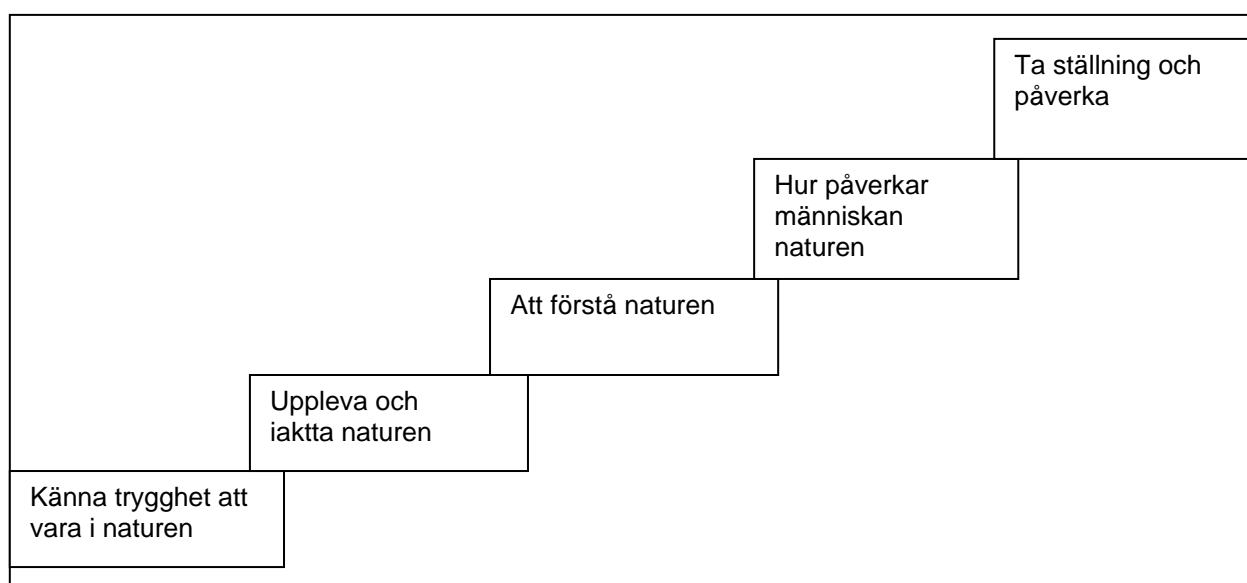 Ta ställning och
påverka
Hur påverkar
människan
naturen
Att förstå naturen
Uppleva och
iaktta naturen
Känna trygghet att
vara i naturen